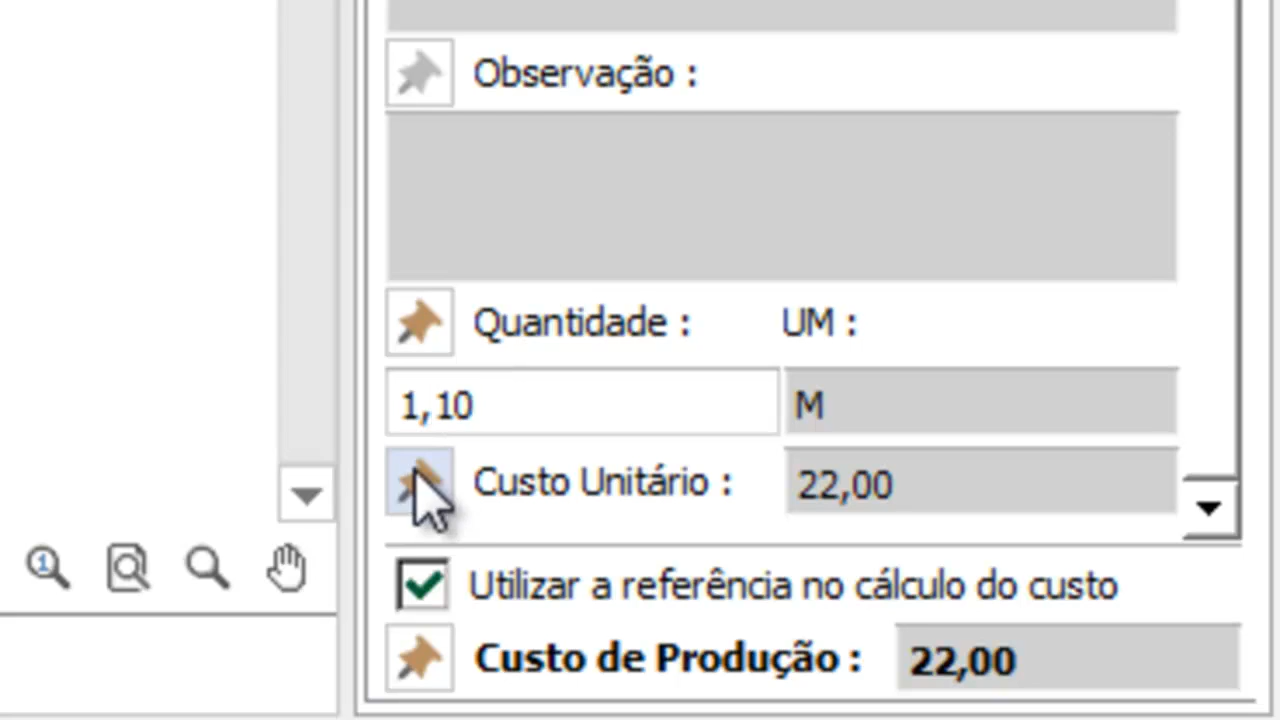 Observação :
Quantidade : UM :
1,10 M
Custo Unitário : 22,00
1
Utilizar a referência no cálculo do custo
Custo de Produção : 22,00